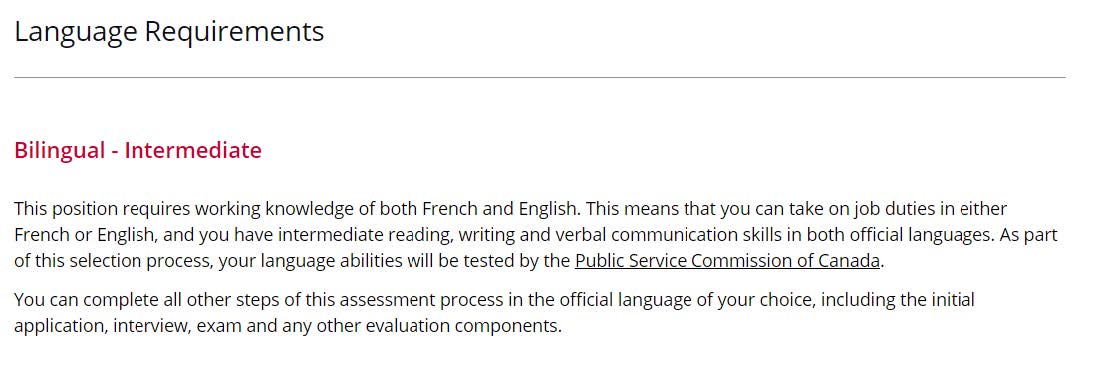 Language Requirements
Bilingual - Intermediate
This position requires working knowledge of both French and English. This means that you can take on job duties in either
French or English, and you have intermediate reading, writing and verbal communication skills in both official languages. As part
of this selection process, your language abilities will be tested by the Public Service Commission of Canada.
You can complete all other steps of this assessment process in the official language of your choice, including the initial
application, interview, exam and any other evaluation components.